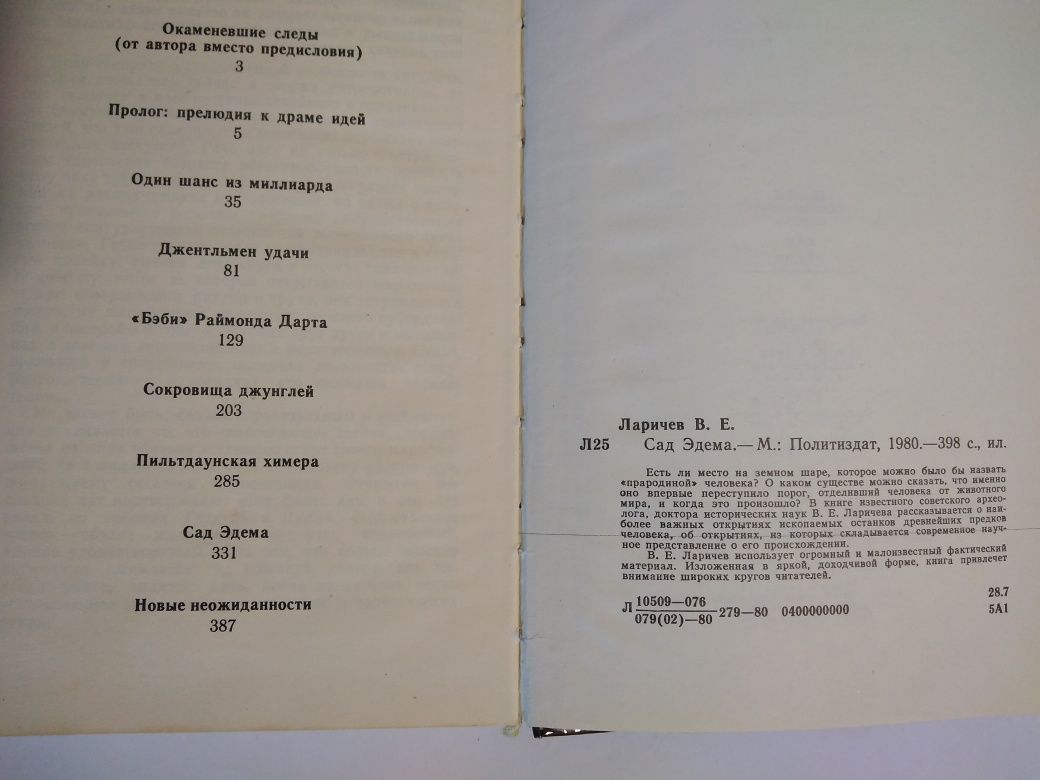 Окаменевшие следы
(от автора вместо предисловия)
3
Пролог: прелюдия к драме идей
5
Один шанс из миллиарда
35
Джентльмен удачи
81
«Бэби» Раймонда Дарта
129
Сокровища джунглей
203
Пильтдаунская химера
285
Сад Эдема
331
Новые неожиданности
387
Ларичев В. Е.
Л25 Сад Эдема.— М.: Политиздат, 1980.—398 с., ил.
Есть ли место на земном шаре, которое можно было бы назвать
«прародиной» человека? О каком существе можно сказать, что именно
оно впервые переступило порог, отделивший человека от животного
мира, и когда это произошло? В книге известного советского архео-
лога, доктора исторических наук В. Е. Ларичева рассказывается о наи-
более важных открытиях ископаемых останков древнейших предков
человека, об открытиях, из которых складывается современное науч-
ное представление о его происхождении.
В. Е. Ларичев использует огромный и малоизвестный фактический
материал. Изложенная в яркой, доходчивой форме, книга привлечет
внимание широких кругов читателей.
Л 10509—076
079(02)—80 279—80 0400000000
28.7
5А1